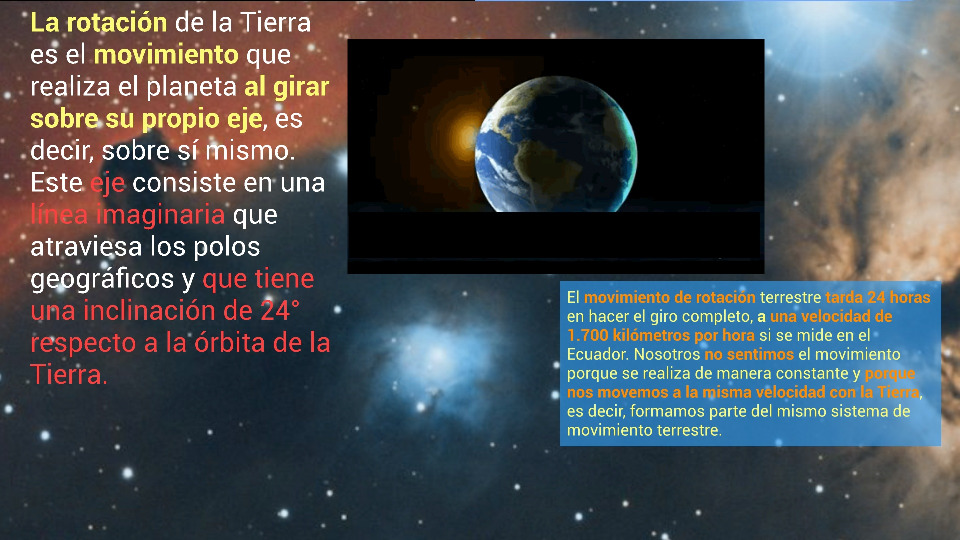 La rotación de la Tierra
es el movimiento que
realiza el planeta al girar
sobre su propio eje, es
decir, sobre sí mismo.
Este eje consiste en una
línea imaginaria que
atraviesa los polos
geográficos y que tiene
una inclinación de 24°
respecto a la órbita de la
Tierra.
El movimiento de rotación terrestre tarda 24 horas
en hacer el giro completo, a una velocidad de
1.700 kilómetros por hora si se mide en el
Ecuador. Nosotros no sentimos el movimiento
porque se realiza de manera constante y porque
nos movemos a la misma velocidad con la Tierra,
es decir, formamos parte del mismo sistema de
movimiento terrestre.